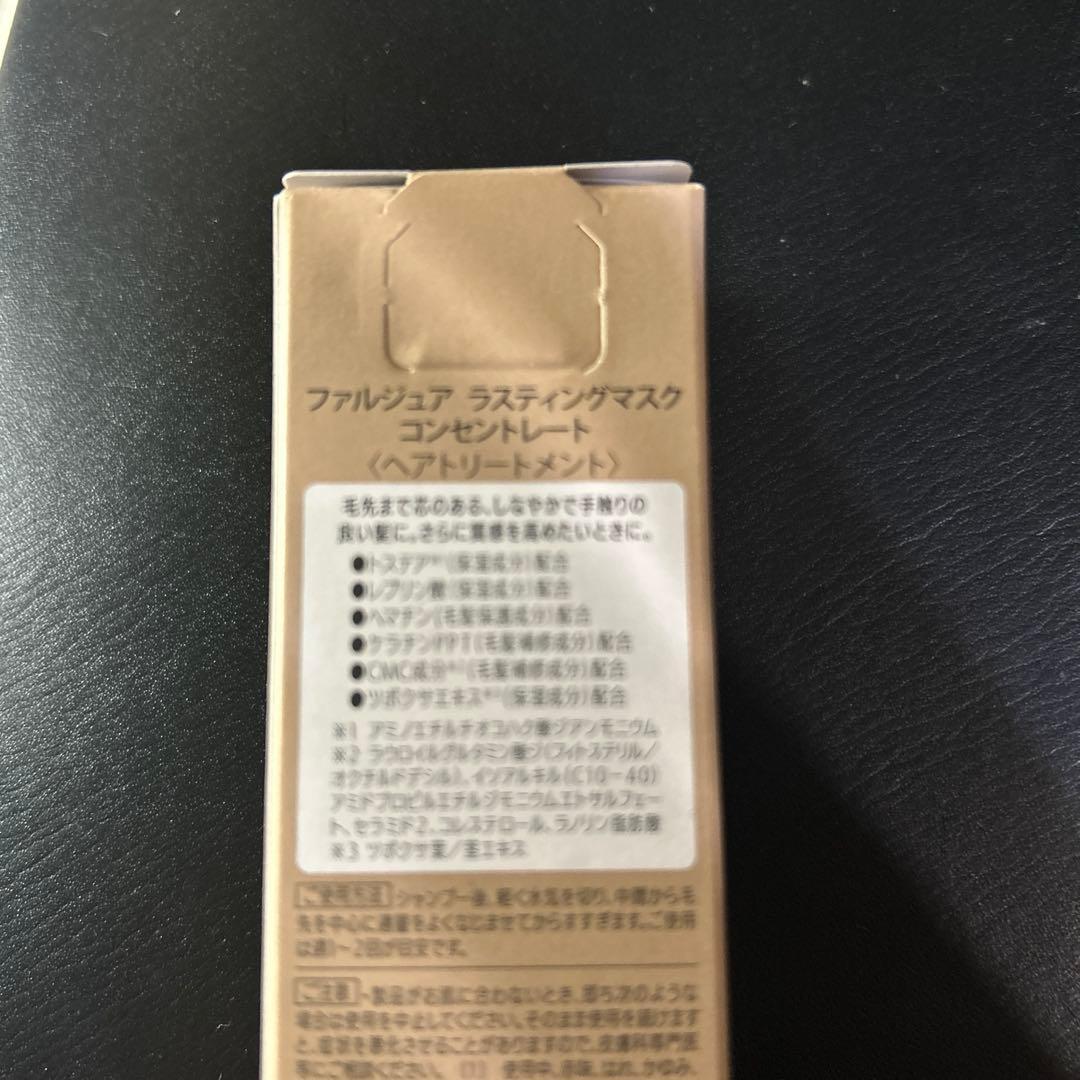 ファルジュア ラスティングマスク
コンセントレート
〈ヘアトリートメント〉
毛先まで芯のある、しなやかで手触りの
良い髪に。さらに質感を高めたいときに。
●トステア※1(保湿成分)配合
●レブリン酸(保湿成分)配合
●ヘマチン(毛髪保護成分)配合
●ケラチンPPT(毛髪補修成分)配合
●CMC成分※2(毛髪補修成分)配合
●ツボクサエキス※3(保湿成分)配合
※1 アミノエチルチオコハク酸ジアンモニウム
※2 ラウロイルグルタミン酸ジ(フィトステリル/
オクチルドデシル)、イソアルキル(C10-40)
アミドプロピルエチルジモニウムエトサルフェー
ト、セラミド2、コレステロール、ラノリン脂肪酸
※3 ツボクサ葉/茎エキス
ご使用方法 シャンプー後、軽く水気を切り、中間から毛
先を中心に適量をよくなじませてからすすぎます。ご使用
は週1~2回が目安です。
ご注意 ・製品がお肌に合わないとき、即ち次のような
場合は使用を中止してください。そのまま使用を続けます
と、症状を悪化させることがありますので、皮膚科専門医
等にご相談ください。 [1] 使用中、赤味、はれ、かゆみ、